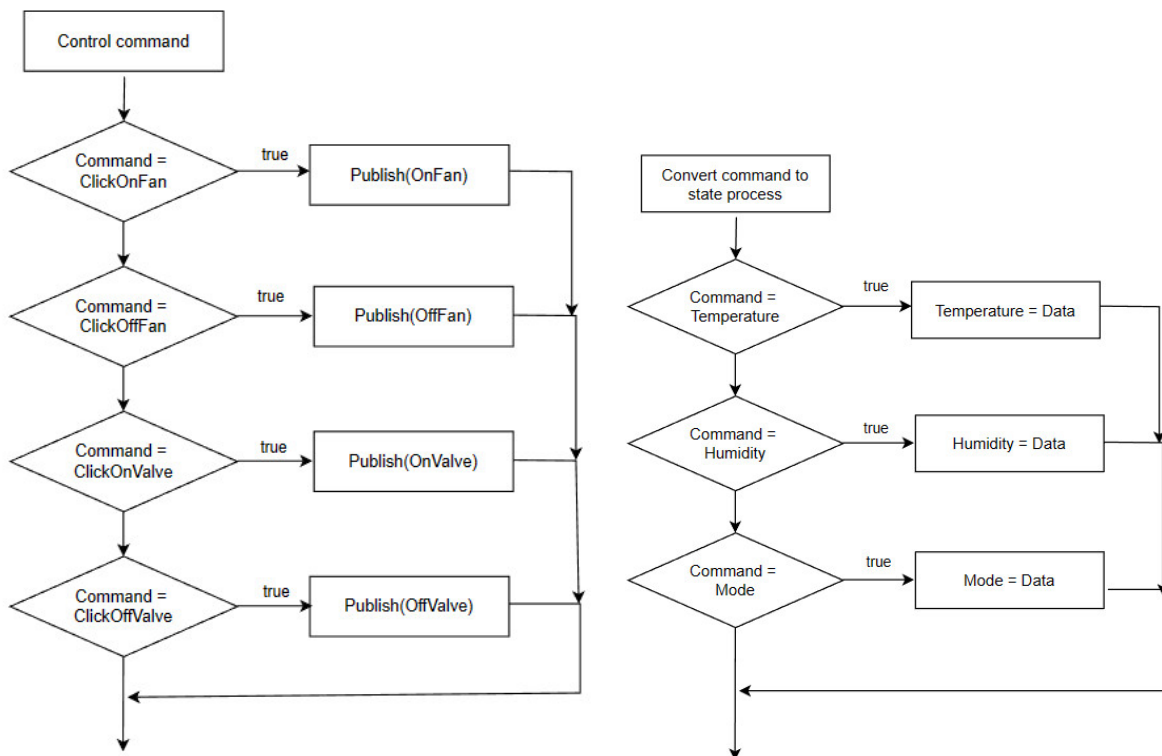 Control command
Command =
ClickOnFan
true
Publish(OnFan)
Command =
ClickOffFan
true
Publish(OffFan)
Command =
ClickOnValve
true
Publish(OnValve)
Command =
ClickOffValve
true
Publish(OffValve)
Convert command to
state process
Command =
Temperature
true
Temperature = Data
Command =
Humidity
true
Humidity = Data
Command =
Mode
true
Mode = Data